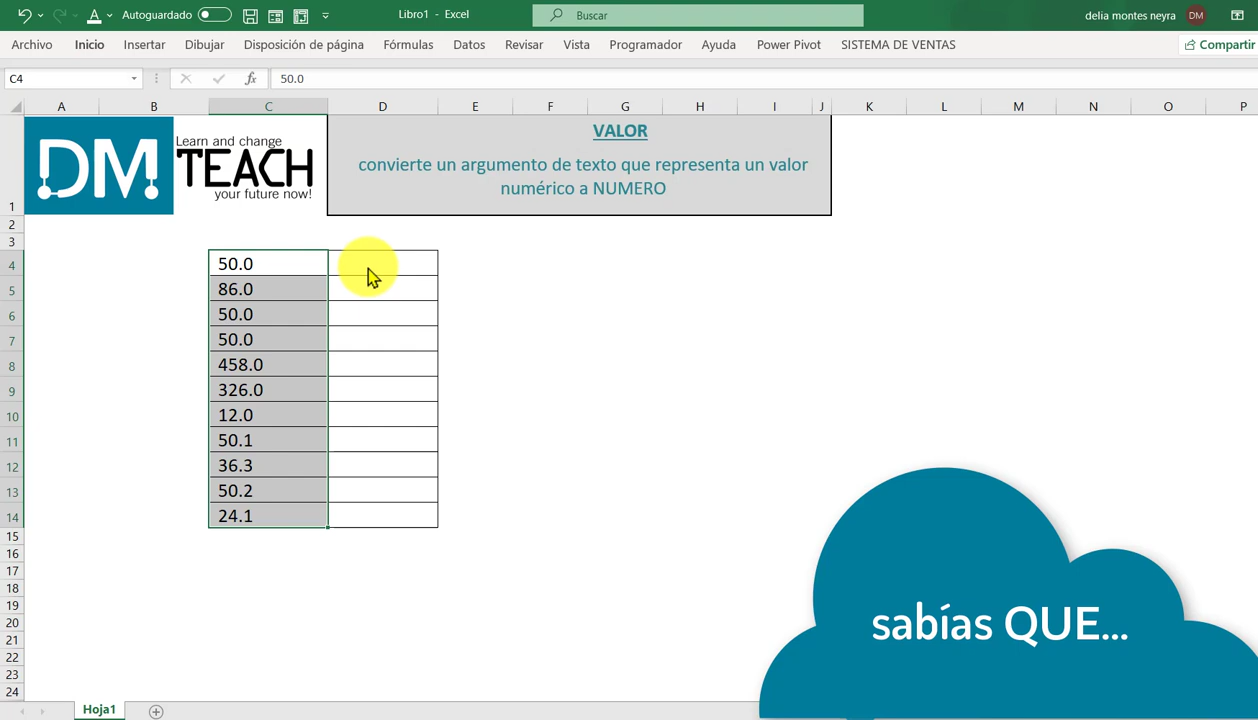 Autoguardado
Libro1 - Excel
Buscar
delia montes neyra
DM
Archivo Inicio Insertar Dibujar Disposición de página Fórmulas Datos Revisar Vista Programador Ayuda Power Pivot SISTEMA DE VENTAS
Compartir
C4
fx
50.0
A B C D E F G H I J K L M N O P
DM
Learn and change
TEACH
your future now!
VALOR
convierte un argumento de texto que representa un valor
numérico a NUMERO
1
2
3
4 50.0
5 86.0
6 50.0
7 50.0
8 458.0
9 326.0
10 12.0
11 50.1
12 36.3
13 50.2
14 24.1
15
16
17
18
19
20
21
22
23
24
sabías QUE...
Hoja1